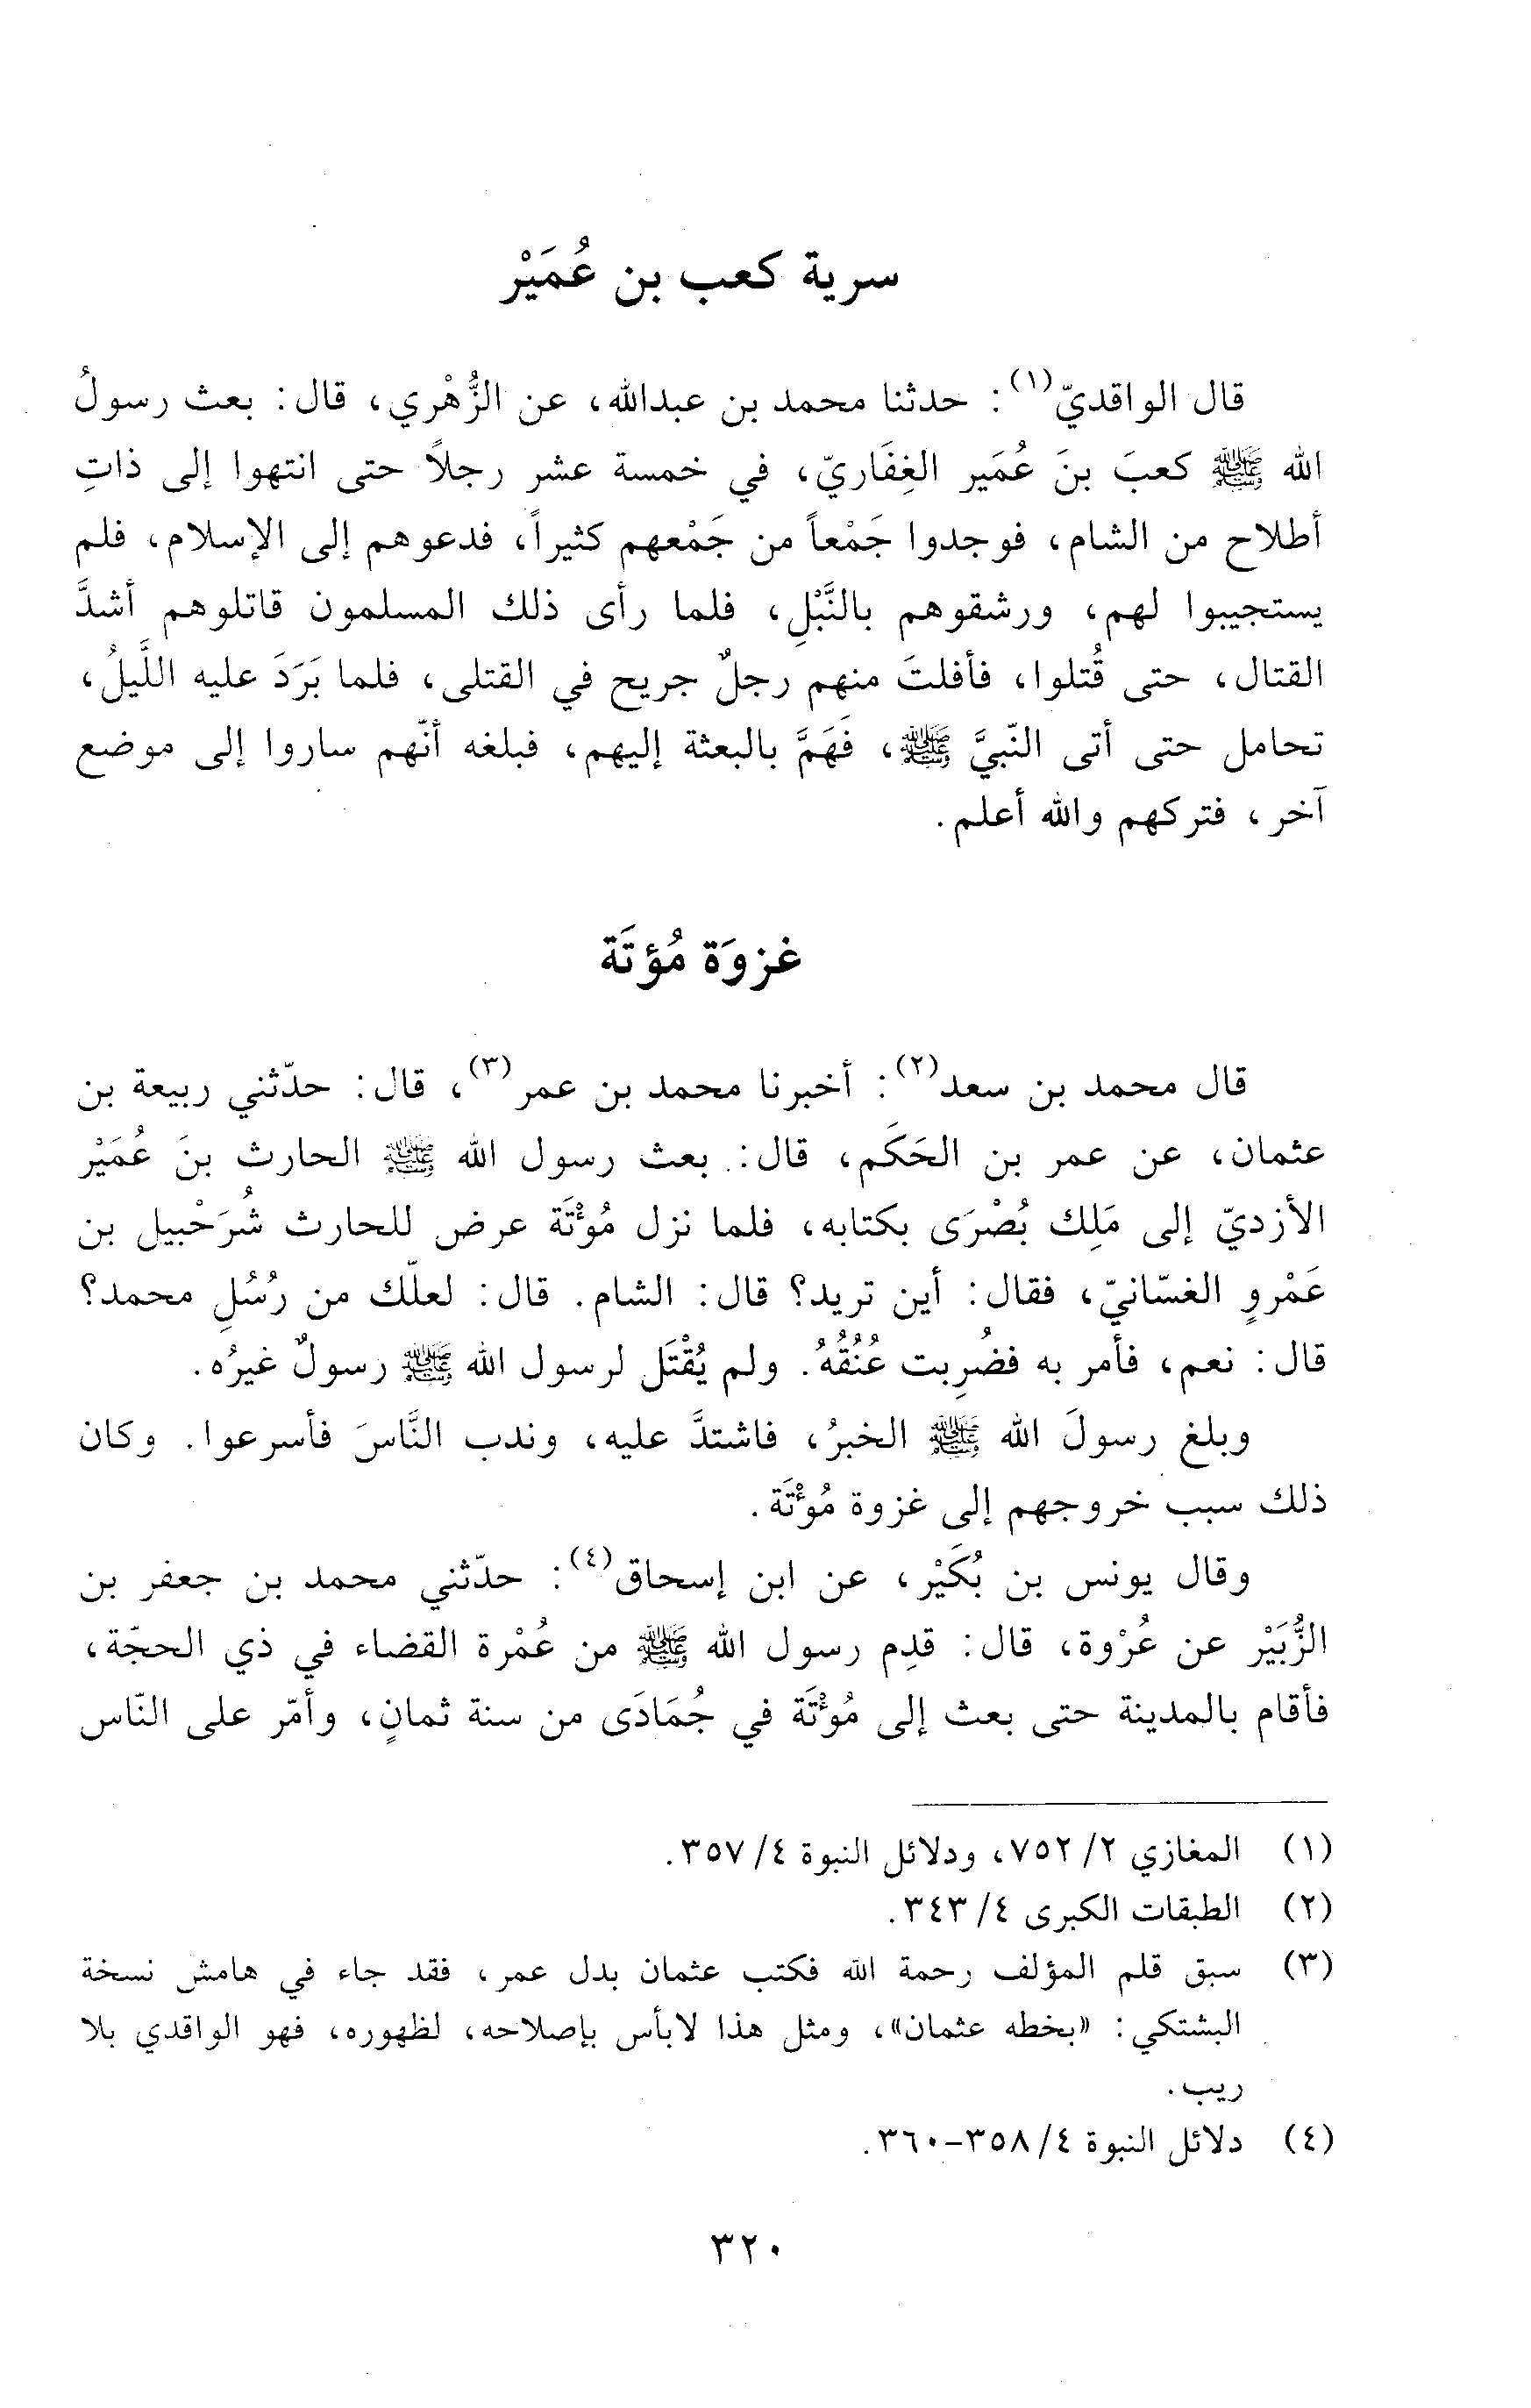 سرية كعب بن عُمَيْر
قال الواقديّ(١): حدثنا محمد بن عبدالله، عن الزُّهْري، قال: بعث رسولُ
الله ﷺ كعبَ بنَ عُمَير الغِفَاريّ، في خمسة عشر رجلاً حتى انتهوا إلى ذاتِ
أطلاح من الشام، فوجدوا جَمْعاً من جَمْعهم كثيراً، فدعوهم إلى الإسلام، فلم
يستجيبوا لهم، ورشقوهم بالنَّبْلِ، فلما رأى ذلك المسلمون قاتلوهم أشدَّ
القتال، حتى قُتلوا، فأفلتَ منهم رجلٌ جريح في القتلى، فلما بَرَدَ عليه اللَّيلُ،
تحامل حتى أتى النّبيَّ ﷺ، فَهَمَّ بالبعثة إليهم، فبلغه أنّهم ساروا إلى موضع
آخر، فتركهم والله أعلم.
غزوَة مُؤتَة
قال محمد بن سعد(٢): أخبرنا محمد بن عمر(٣)، قال: حدّثني ربيعة بن
عثمان، عن عمر بن الحَكَم، قال: بعث رسول الله ﷺ الحارث بنَ عُمَيْر
الأزديّ إلى مَلِك بُصْرَى بكتابه، فلما نزل مُؤْتَة عرض للحارث شُرَحْبيل بن
عَمْروٍ الغسّانيّ، فقال: أين تريد؟ قال: الشام. قال: لعلّك من رُسُلِ محمد؟
قال: نعم، فأمر به فضُرِبت عُنُقُهُ. ولم يُقْتَل لرسول الله ﷺ رسولٌ غيرُه.
وبلغ رسولَ الله ﷺ الخبرُ، فاشتدَّ عليه، وندب النَّاسَ فأسرعوا. وكان
ذلك سبب خروجهم إلى غزوة مُؤْتَة.
وقال يونس بن بُكَيْر، عن ابن إسحاق(٤): حدّثني محمد بن جعفر بن
الزُّبَيْر عن عُرْوة، قال: قدِم رسول الله ﷺ من عُمْرة القضاء في ذي الحجّة،
فأقام بالمدينة حتى بعث إلى مُؤْتَة في جُمَادَى من سنة ثمانٍ، وأمّر على النّاس
(١) المغازي ٢/ ٧٥٢، ودلائل النبوة ٤/ ٣٥٧.
(٢) الطبقات الكبرى ٤/ ٣٤٣.
(٣) سبق قلم المؤلف رحمة الله فكتب عثمان بدل عمر، فقد جاء في هامش نسخة
البشتكي: «بخطه عثمان»، ومثل هذا لابأس بإصلاحه، لظهوره، فهو الواقدي بلا
ريب.
(٤) دلائل النبوة ٤/ ٣٥٨-٣٦٠.
٣٢٠